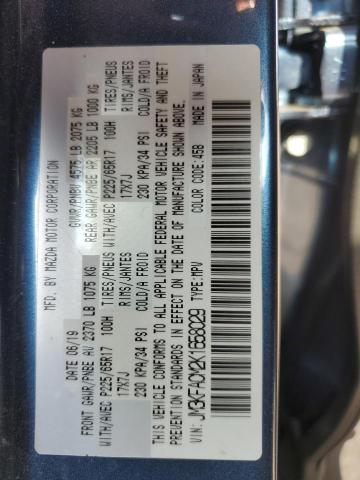 MFD. BY MAZDA MOTOR CORPORATION
DATE 06/19 GVWR/PNBV 4575 LB 2075 KG
FRONT GAWR/PNBE AV 2370 LB 1075 KG REAR GAWR/PNBE AR 2205 LB 1000 KG
WITH/AVEC P225/65R17 100H TIRES/PNEUS WITH/AVEC P225/65R17 100H TIRES/PNEUS
17X7J RIMS/JANTES 17X7J RIMS/JANTES
230 KPA/34 PSI COLD/A FROID 230 KPA/34 PSI COLD/A FROID
THIS VEHICLE CONFORMS TO ALL APPLICABLE FEDERAL MOTOR VEHICLE SAFETY AND THEFT
PREVENTION STANDARDS IN EFFECT ON THE DATE OF MANUFACTURE SHOWN ABOVE.
VIN: JM3KFACM2K1558029 TYPE: MPV COLOR CODE: 45B MADE IN JAPAN